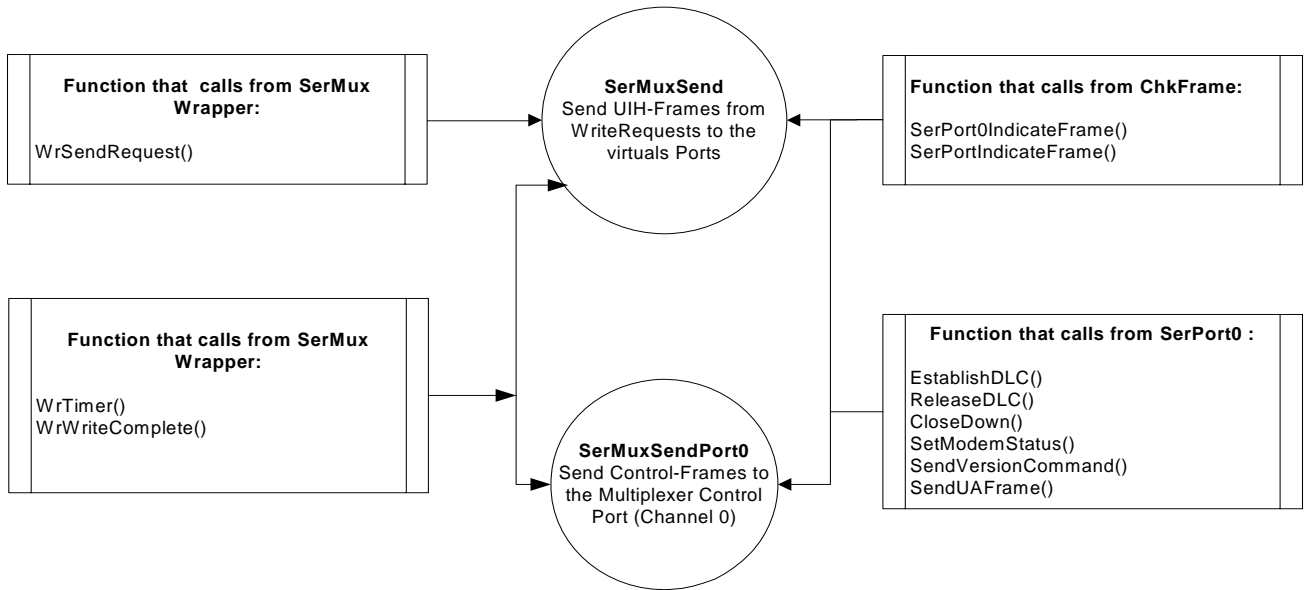 Function that calls from SerMux
Wrapper:
WrSendRequest()
SerMuxSend
Send UIH-Frames from
WriteRequests to the
virtuals Ports
Function that calls from ChkFrame:
SerPort0IndicateFrame()
SerPortIndicateFrame()
Function that calls from SerMux
Wrapper:
WrTimer()
WrWriteComplete()
SerMuxSendPort0
Send Control-Frames to
the Multiplexer Control
Port (Channel 0)
Function that calls from SerPort0 :
EstablishDLC()
ReleaseDLC()
CloseDown()
SetModemStatus()
SendVersionCommand()
SendUAFrame()